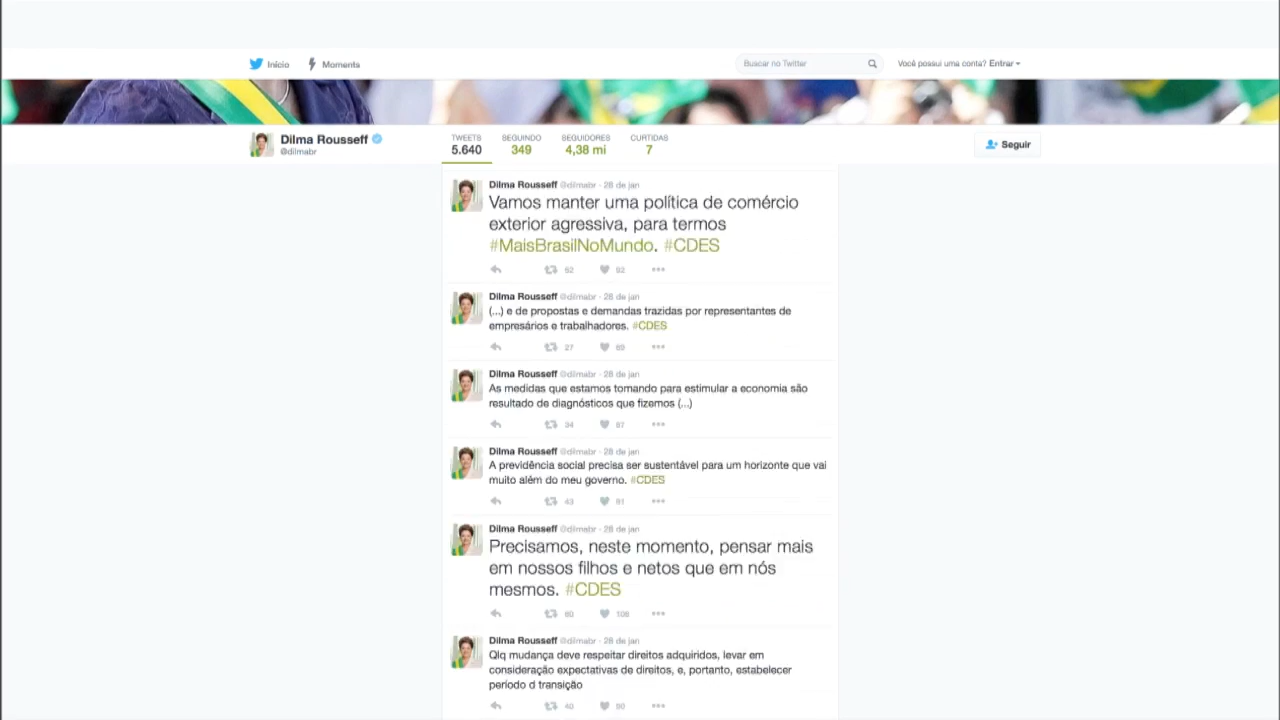 Início
Moments
Buscar no Twitter
Você possui uma conta? Entrar
Dilma Rousseff
@dilmabr
TWEETS
5.640
SEGUINDO
349
SEGUIDORES
4,38 mi
CURTIDAS
7
Seguir
Dilma Rousseff @dilmabr · 28 de jan
Vamos manter uma política de comércio
exterior agressiva, para termos
#MaisBrasilNoMundo. #CDES
62 92
Dilma Rousseff @dilmabr · 28 de jan
(...) e de propostas e demandas trazidas por representantes de
empresários e trabalhadores. #CDES
27
Dilma Rousseff @dilmabr · 28 de jan
As medidas que estamos tomando para estimular a economia são
resultado de diagnósticos que fizemos (...)
34
Dilma Rousseff @dilmabr · 28 de jan
A previdência social precisa ser sustentável para um horizonte que vai
muito além do meu governo. #CDES
43
Dilma Rousseff @dilmabr · 28 de jan
Precisamos, neste momento, pensar mais
em nossos filhos e netos que em nós
mesmos. #CDES
Dilma Rousseff @dilmabr · 28 de jan
Qlq mudança deve respeitar direitos adquiridos, levar em
consideração expectativas de direitos, e, portanto, estabelecer
período d transição
40